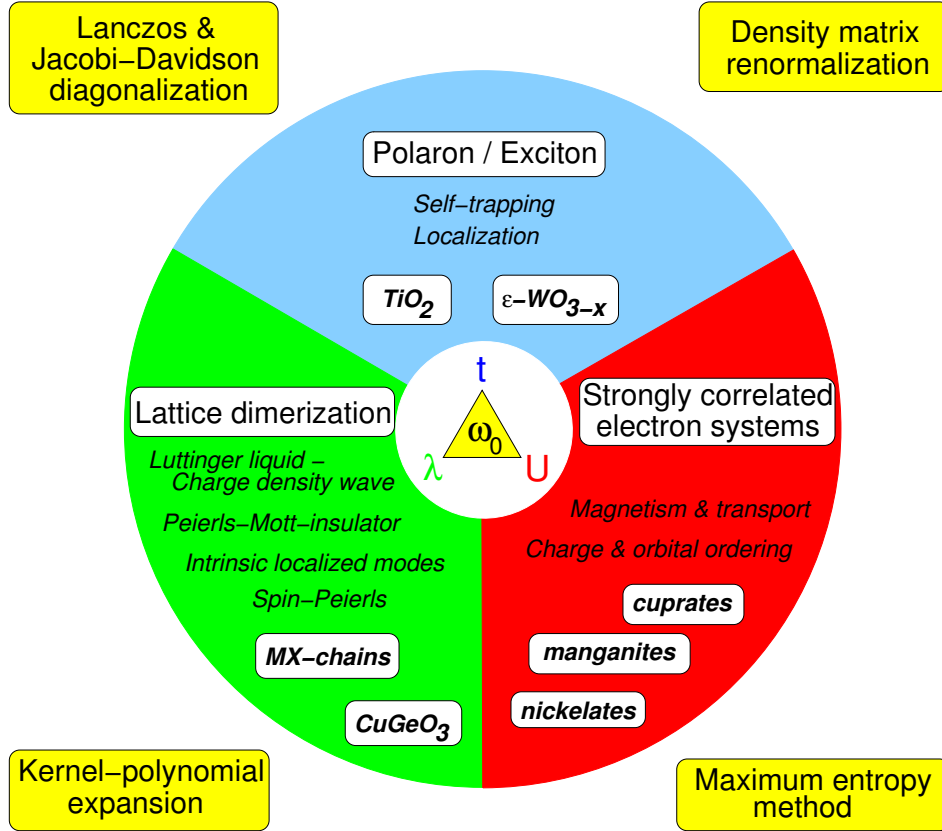 Lanczos &
Jacobi−Davidson
diagonalization
Density matrix
renormalization
Polaron / Exciton
Self−trapping
Localization
TiO2
ε−WO3−x
t
ω0
λ
U
Lattice dimerization
Luttinger liquid −
Charge density wave
Peierls−Mott−insulator
Intrinsic localized modes
Spin−Peierls
MX−chains
CuGeO3
Strongly correlated
electron systems
Magnetism & transport
Charge & orbital ordering
cuprates
manganites
nickelates
Kernel−polynomial
expansion
Maximum entropy
method